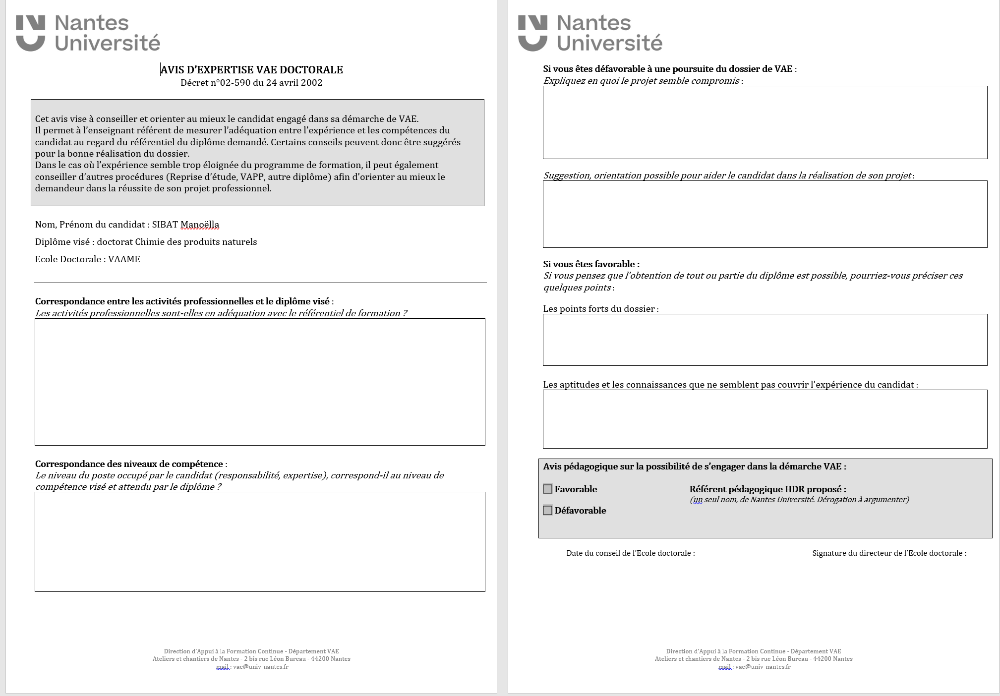 Nantes
Université
AVIS D’EXPERTISE VAE DOCTORALE
Décret n°02-590 du 24 avril 2002
Cet avis vise à conseiller et orienter au mieux le candidat engagé dans sa démarche de VAE.
Il permet à l’enseignant référent de mesurer l’adéquation entre l’expérience et les compétences du
candidat au regard du référentiel du diplôme demandé. Certains conseils peuvent donc être suggérés
pour la bonne réalisation du dossier.
Dans le cas où l’expérience semble trop éloignée du programme de formation, il peut également
conseiller d’autres procédures (Reprise d’étude, VAPP, autre diplôme) afin d’orienter au mieux le
demandeur dans la réussite de son projet professionnel.
Nom, Prénom du candidat : SIBAT Manoëlla
Diplôme visé : doctorat Chimie des produits naturels
Ecole Doctorale : VAAME
Correspondance entre les activités professionnelles et le diplôme visé :
Les activités professionnelles sont-elles en adéquation avec le référentiel de formation ?
Correspondance des niveaux de compétence :
Le niveau du poste occupé par le candidat (responsabilité, expertise), correspond-il au niveau de
compétence visé et attendu par le diplôme ?
Direction d’Appui à la Formation Continue - Département VAE
Ateliers et chantiers de Nantes - 2 bis rue Léon Bureau - 44200 Nantes
mail : vae@univ-nantes.fr
Nantes
Université
Si vous êtes défavorable à une poursuite du dossier de VAE :
Expliquez en quoi le projet semble compromis :
Suggestion, orientation possible pour aider le candidat dans la réalisation de son projet :
Si vous êtes favorable :
Si vous pensez que l’obtention de tout ou partie du diplôme est possible, pourriez-vous préciser ces
quelques points :
Les points forts du dossier :
Les aptitudes et les connaissances que ne semblent pas couvrir l’expérience du candidat :
Avis pédagogique sur la possibilité de s’engager dans la démarche VAE :
Favorable
Référent pédagogique HDR proposé :
(un seul nom, de Nantes Université. Dérogation à argumenter)
Défavorable
Date du conseil de l’Ecole doctorale :
Signature du directeur de l’Ecole doctorale :
Direction d’Appui à la Formation Continue - Département VAE
Ateliers et chantiers de Nantes - 2 bis rue Léon Bureau - 44200 Nantes
mail : vae@univ-nantes.fr